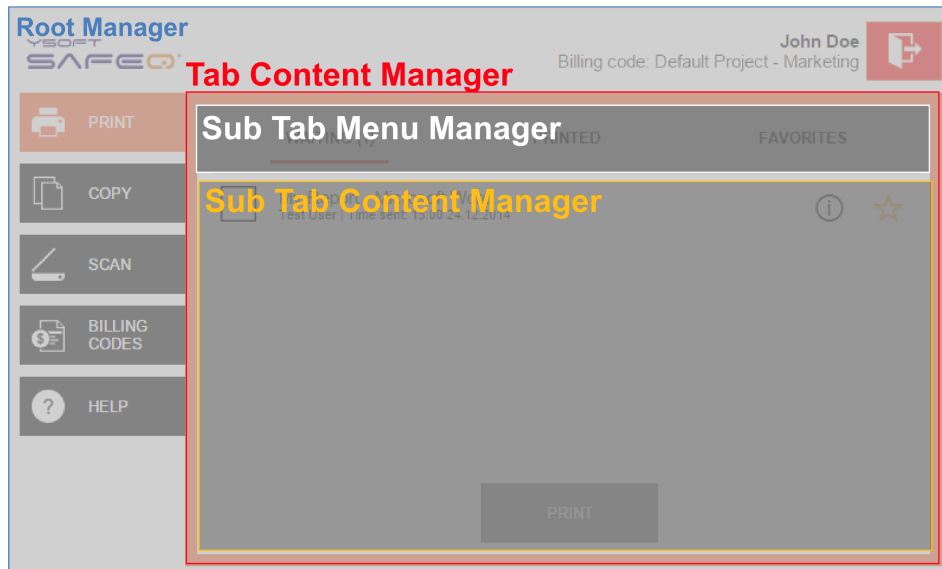 Root Manager
YSOFT
SAFEQ
John Doe
Billing code: Default Project - Marketing
Tab Content Manager
PRINT
Sub Tab Menu Manager
FAVORITES
COPY
Sub Tab Content Manager
Test User | Time sent: 15:00 24.12.2014
SCAN
BILLING
CODES
HELP
PRINT